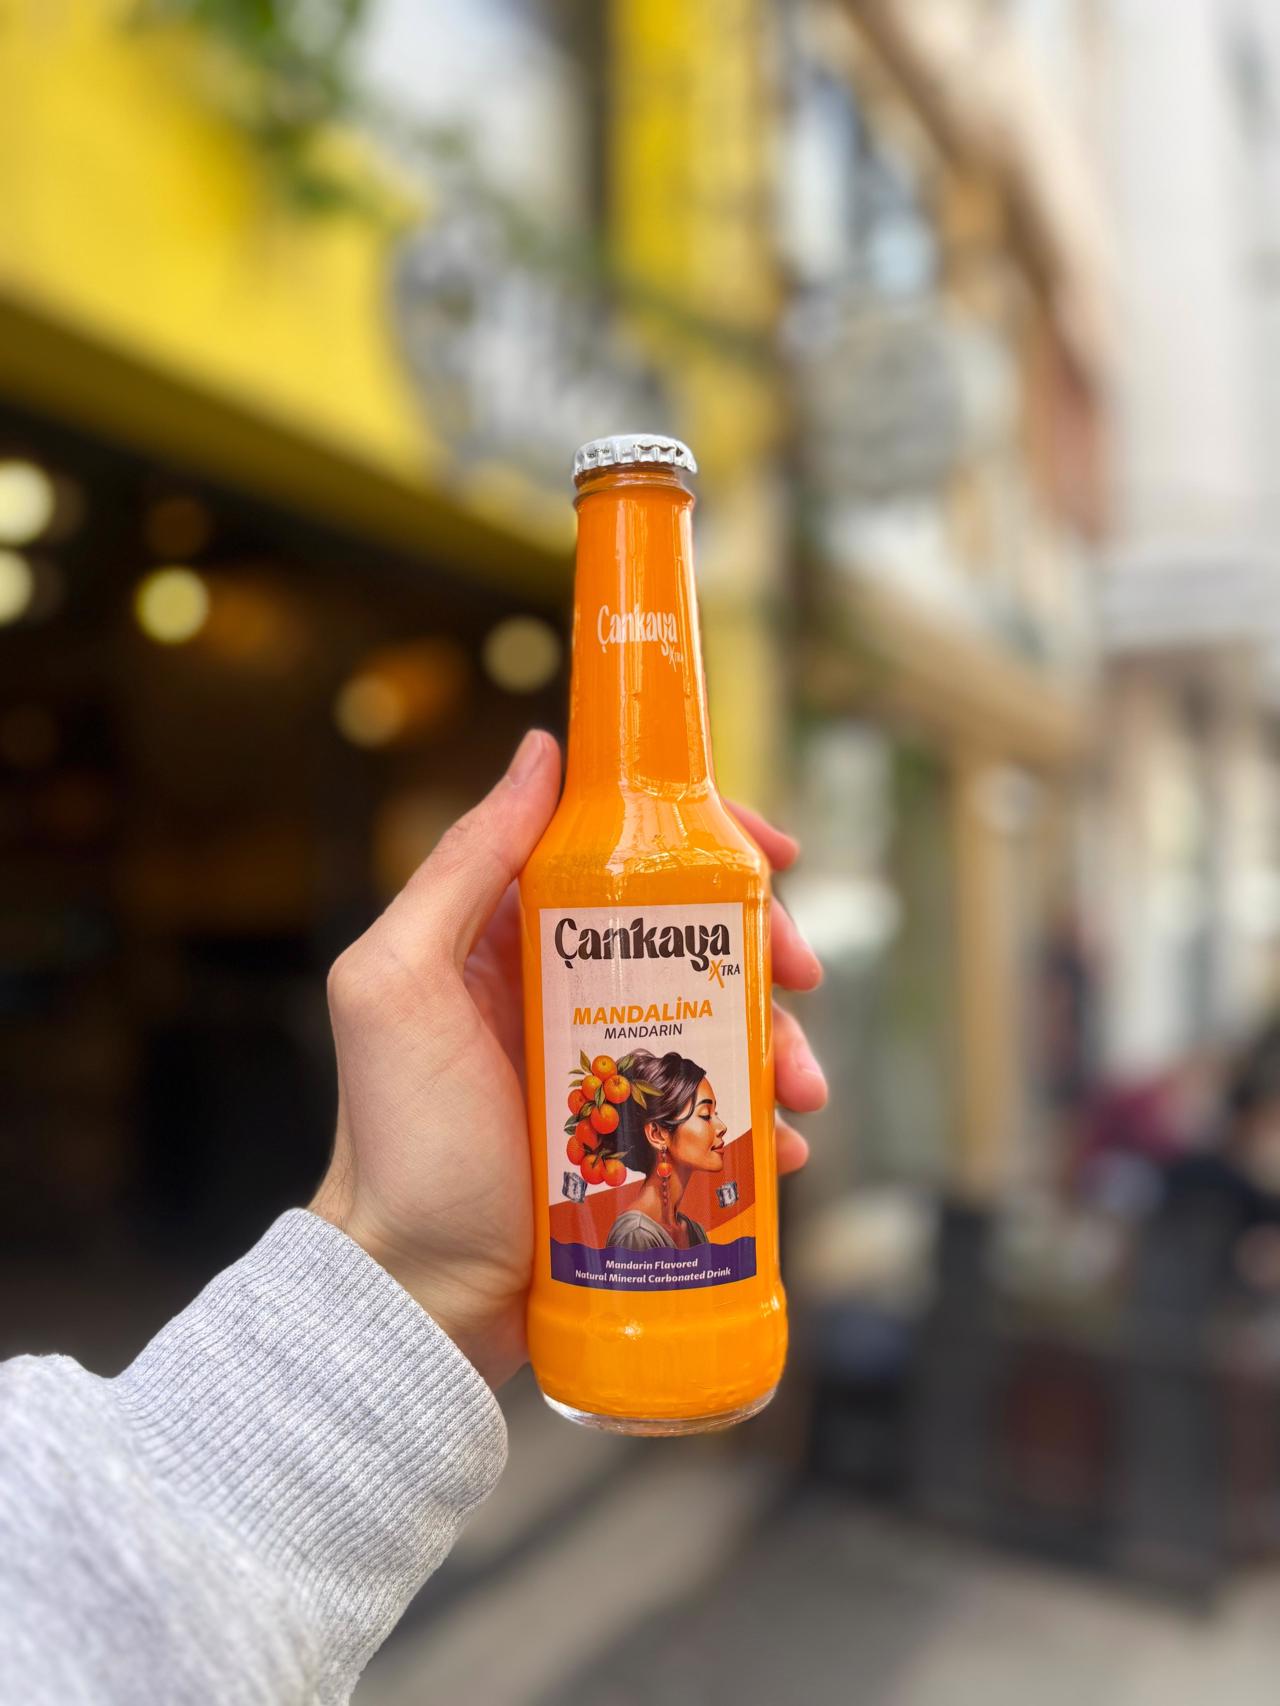 Çankaya
XTRA
Çankaya
XTRA
MANDALİNA
MANDARIN
Mandarin Flavored
Natural Mineral Carbonated Drink